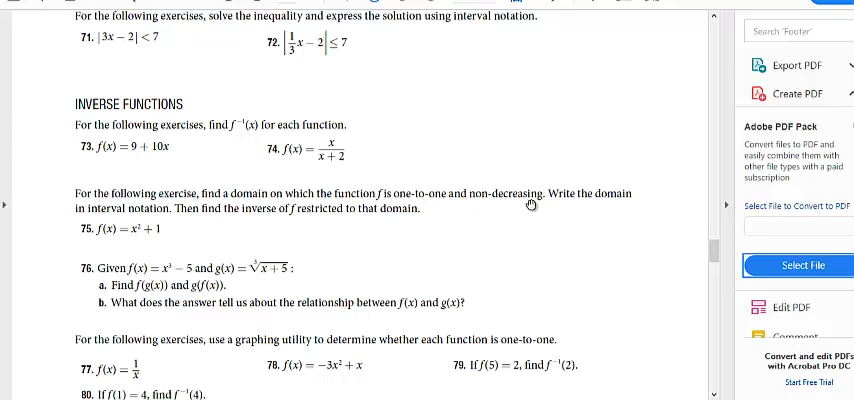 For the following exercises, solve the inequality and express the solution using interval notation.
71. |3x − 2| < 7
72. |1/3 x − 2| ≤ 7
INVERSE FUNCTIONS
For the following exercises, find f ⁻¹(x) for each function.
73. f(x) = 9 + 10x
74. f(x) = x/(x + 2)
For the following exercise, find a domain on which the function f is one-to-one and non-decreasing. Write the domain
in interval notation. Then find the inverse of f restricted to that domain.
75. f(x) = x² + 1
76. Given f(x) = x³ − 5 and g(x) = ∛(x + 5) :
a. Find f(g(x)) and g(f(x)).
b. What does the answer tell us about the relationship between f(x) and g(x)?
For the following exercises, use a graphing utility to determine whether each function is one-to-one.
77. f(x) = 1/x
78. f(x) = −3x² + x
79. If f(5) = 2, find f ⁻¹(2).
80. If f(1) = 4, find f ⁻¹(4).
Search 'Footer'
Export PDF
Create PDF
Adobe PDF Pack
Convert files to PDF and
easily combine them with
other file types with a paid
subscription
Select File to Convert to PDF
Select File
Edit PDF
Comment
Convert and edit PDFs
with Acrobat Pro DC
Start Free Trial